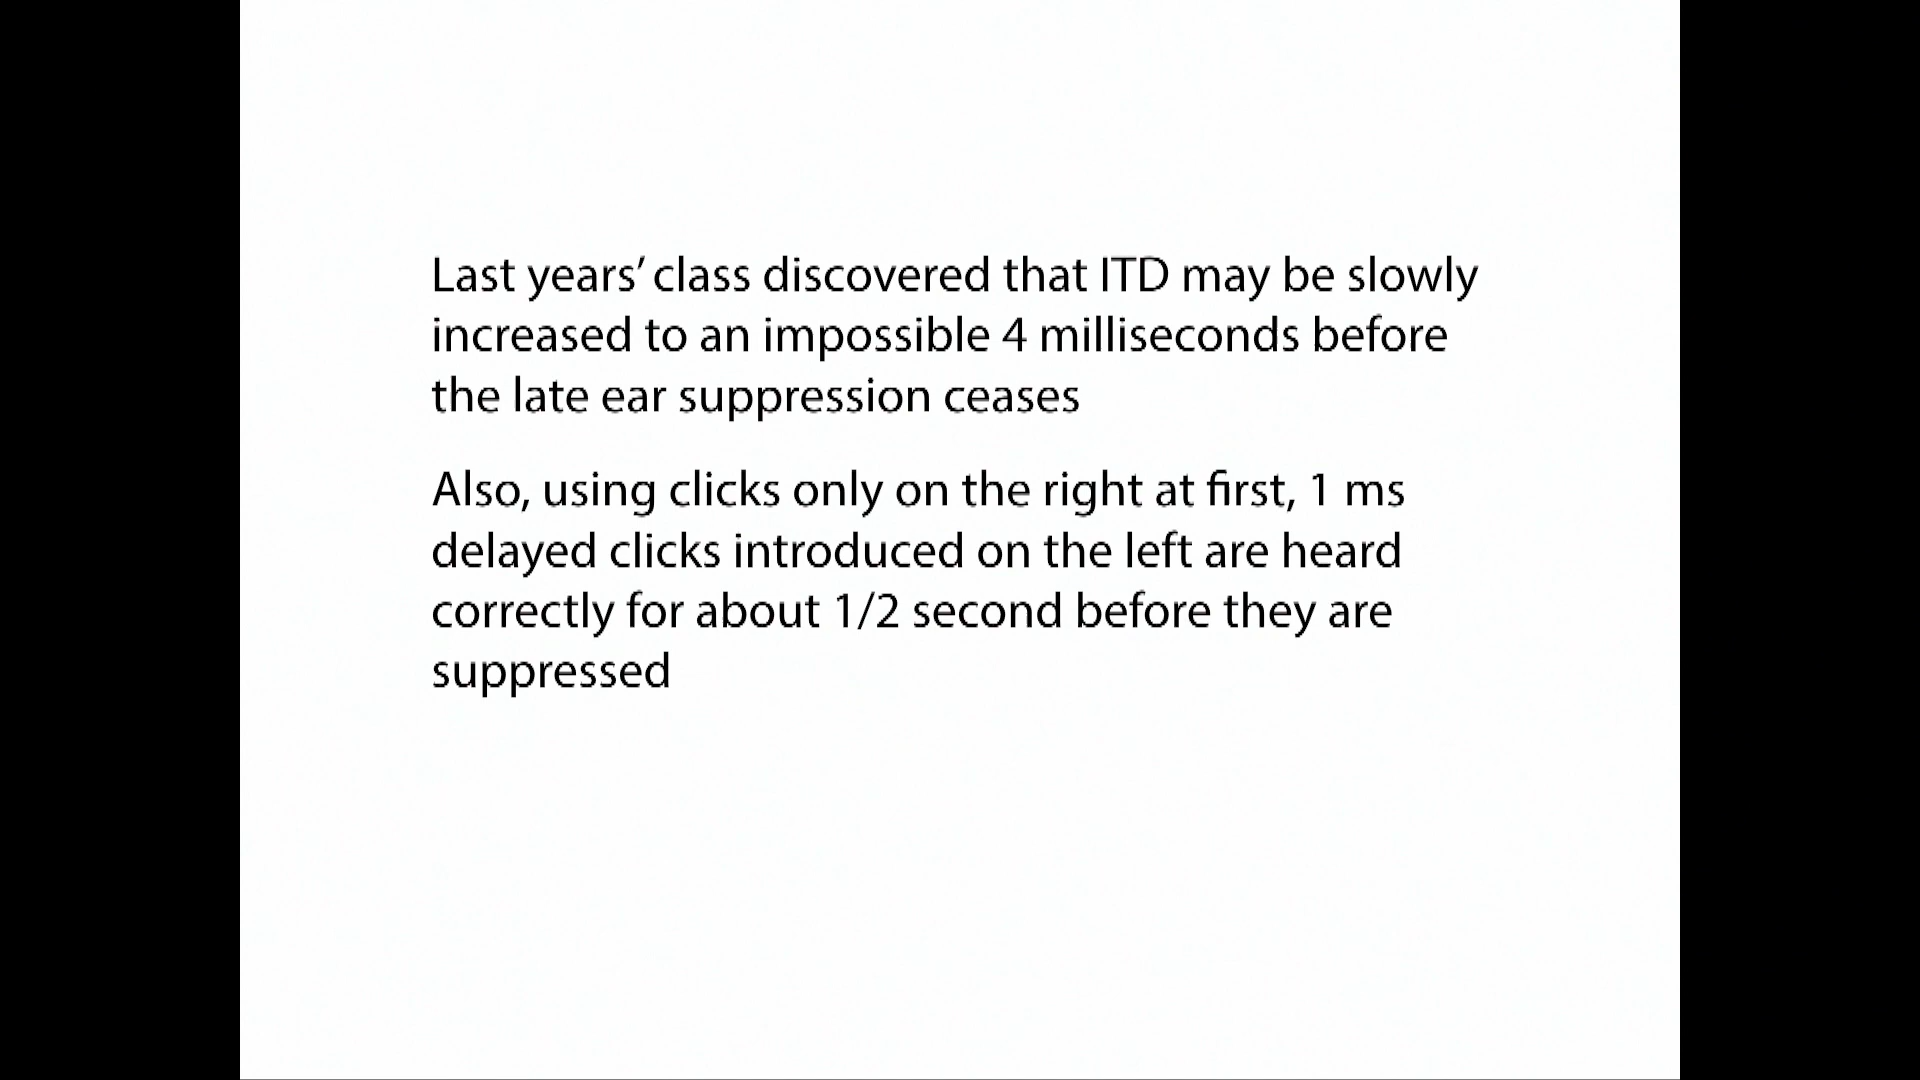 Last years’ class discovered that ITD may be slowly
increased to an impossible 4 milliseconds before
the late ear suppression ceases
Also, using clicks only on the right at first, 1 ms
delayed clicks introduced on the left are heard
correctly for about 1/2 second before they are
suppressed